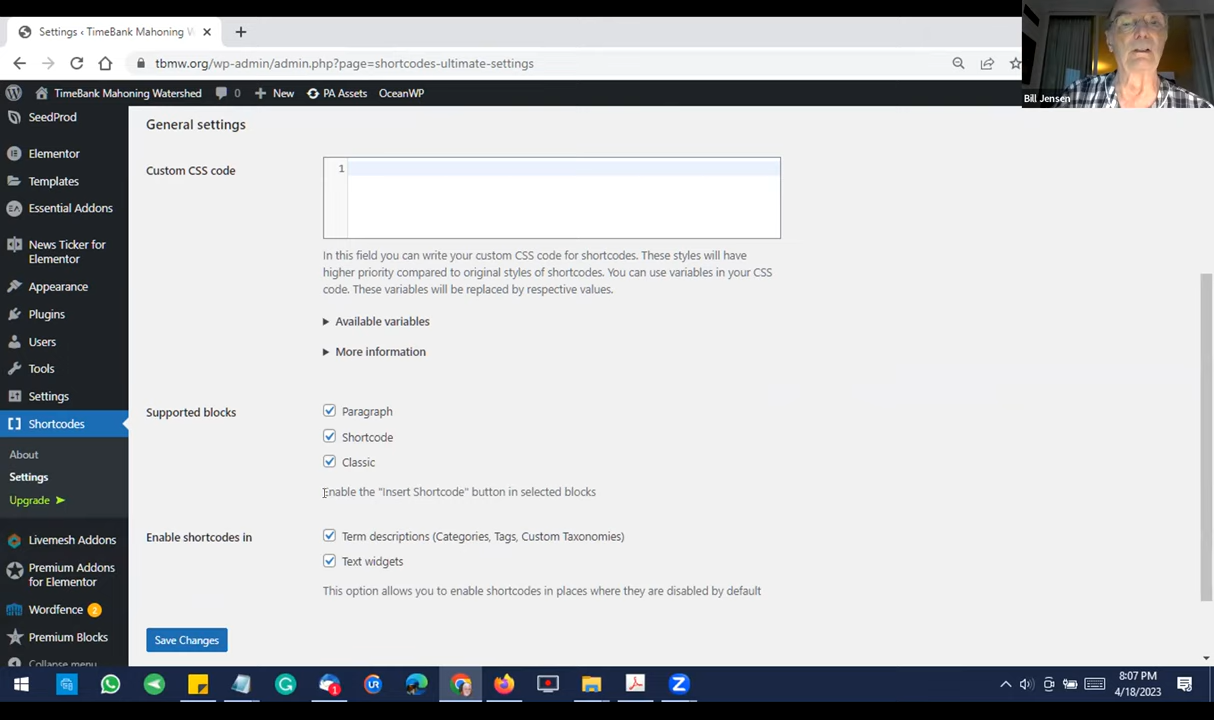 Settings ‹ TimeBank Mahoning W
tbmw.org/wp-admin/admin.php?page=shortcodes-ultimate-settings
Bill Jensen
TimeBank Mahoning Watershed
0
New
PA Assets
OceanWP
SeedProd
Elementor
Templates
Essential Addons
News Ticker for
Elementor
Appearance
Plugins
Users
Tools
Settings
Shortcodes
About
Settings
Upgrade ➤
Livemesh Addons
Premium Addons
for Elementor
Wordfence 2
Premium Blocks
Collapse menu
General settings
Custom CSS code
1
In this field you can write your custom CSS code for shortcodes. These styles will have
higher priority compared to original styles of shortcodes. You can use variables in your CSS
code. These variables will be replaced by respective values.
Available variables
More information
Supported blocks
Paragraph
Shortcode
Classic
Enable the "Insert Shortcode" button in selected blocks
Enable shortcodes in
Term descriptions (Categories, Tags, Custom Taxonomies)
Text widgets
This option allows you to enable shortcodes in places where they are disabled by default
Save Changes
8:07 PM
4/18/2023